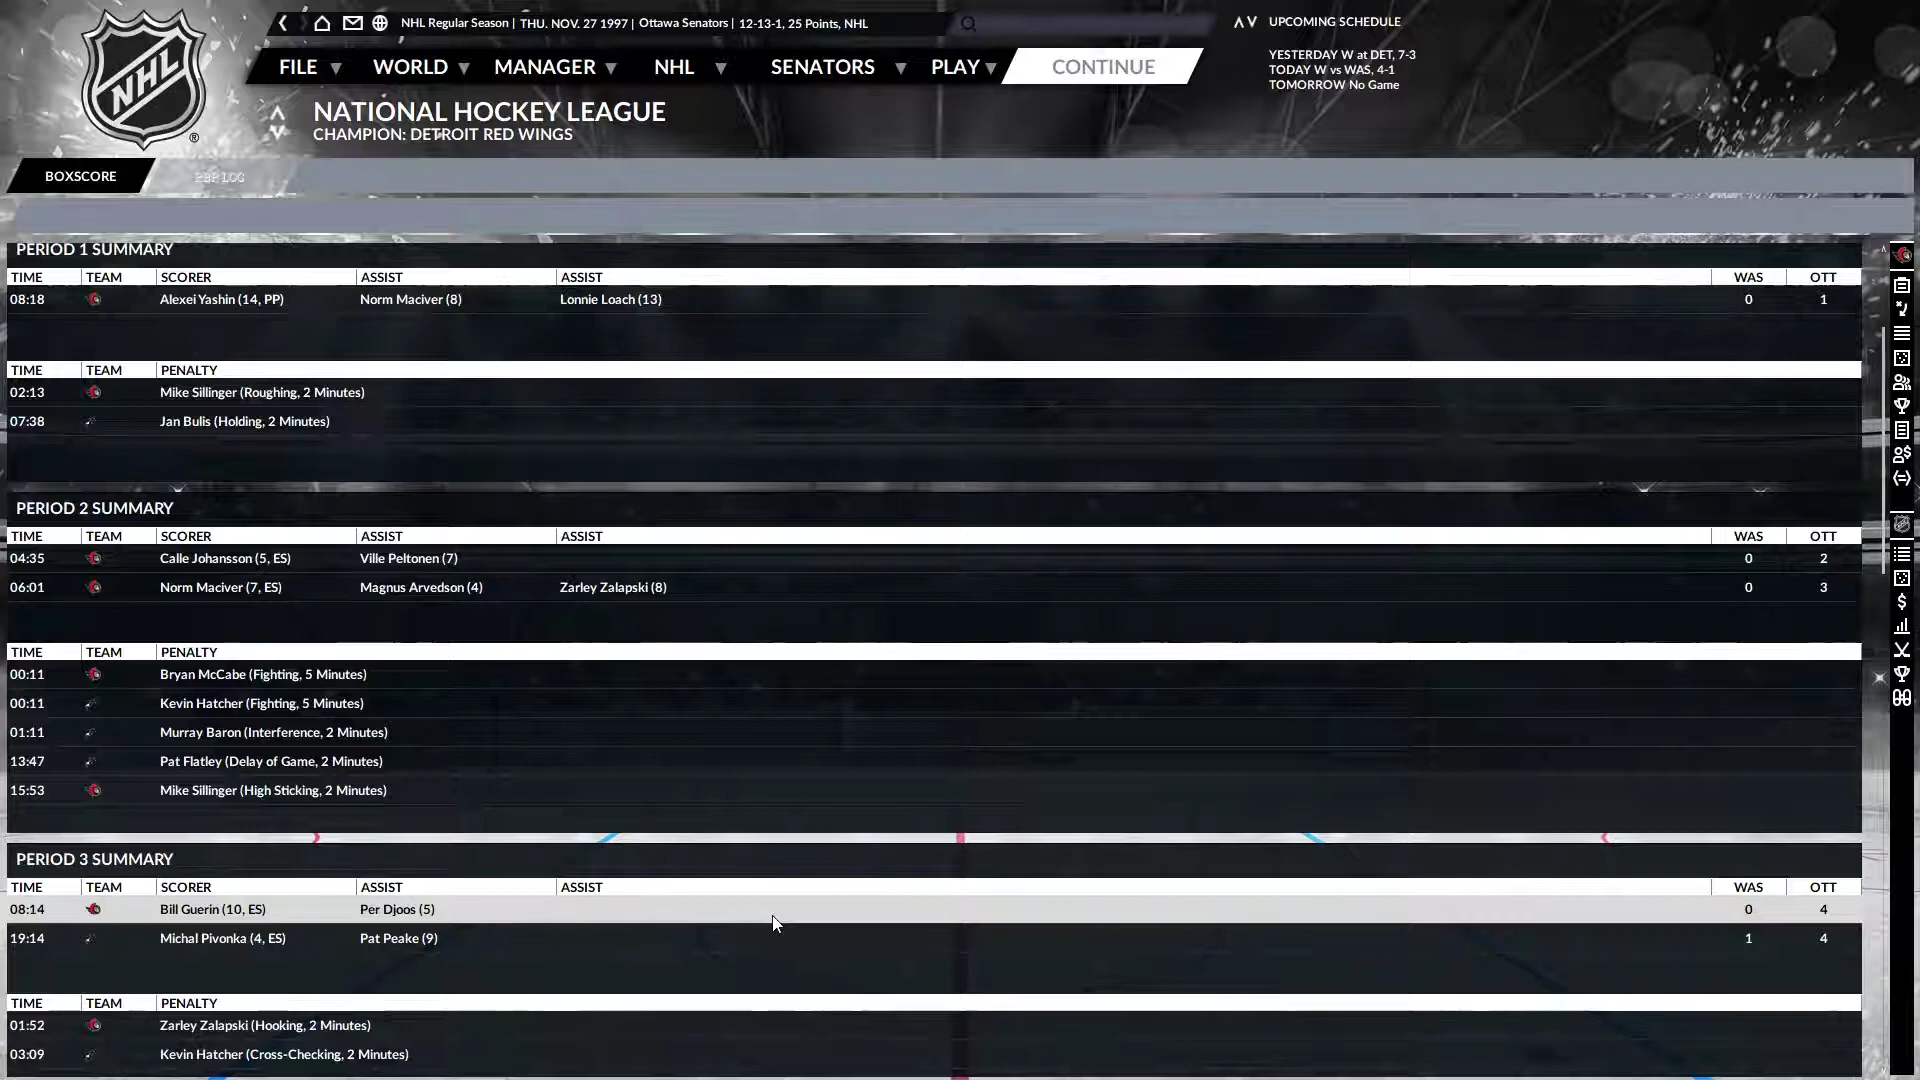 NHL Regular Season | THU. NOV. 27 1997 | Ottawa Senators | 12-13-1, 25 Points, NHL
UPCOMING SCHEDULE
YESTERDAY W at DET, 7-3
TODAY W vs WAS, 4-1
TOMORROW No Game
NHL
FILE WORLD MANAGER NHL SENATORS PLAY CONTINUE
NATIONAL HOCKEY LEAGUE
CHAMPION: DETROIT RED WINGS
BOXSCORE PBP LOG
PERIOD 1 SUMMARY
TIME TEAM SCORER ASSIST ASSIST WAS OTT
08:18 Alexei Yashin (14, PP) Norm Maciver (8) Lonnie Loach (13) 0 1
TIME TEAM PENALTY
02:13 Mike Sillinger (Roughing, 2 Minutes)
07:38 Jan Bulis (Holding, 2 Minutes)
PERIOD 2 SUMMARY
TIME TEAM SCORER ASSIST ASSIST WAS OTT
04:35 Calle Johansson (5, ES) Ville Peltonen (7) 0 2
06:01 Norm Maciver (7, ES) Magnus Arvedson (4) Zarley Zalapski (8) 0 3
TIME TEAM PENALTY
00:11 Bryan McCabe (Fighting, 5 Minutes)
00:11 Kevin Hatcher (Fighting, 5 Minutes)
01:11 Murray Baron (Interference, 2 Minutes)
13:47 Pat Flatley (Delay of Game, 2 Minutes)
15:53 Mike Sillinger (High Sticking, 2 Minutes)
PERIOD 3 SUMMARY
TIME TEAM SCORER ASSIST ASSIST WAS OTT
08:14 Bill Guerin (10, ES) Per Djoos (5) 0 4
19:14 Michal Pivonka (4, ES) Pat Peake (9) 1 4
TIME TEAM PENALTY
01:52 Zarley Zalapski (Hooking, 2 Minutes)
03:09 Kevin Hatcher (Cross-Checking, 2 Minutes)